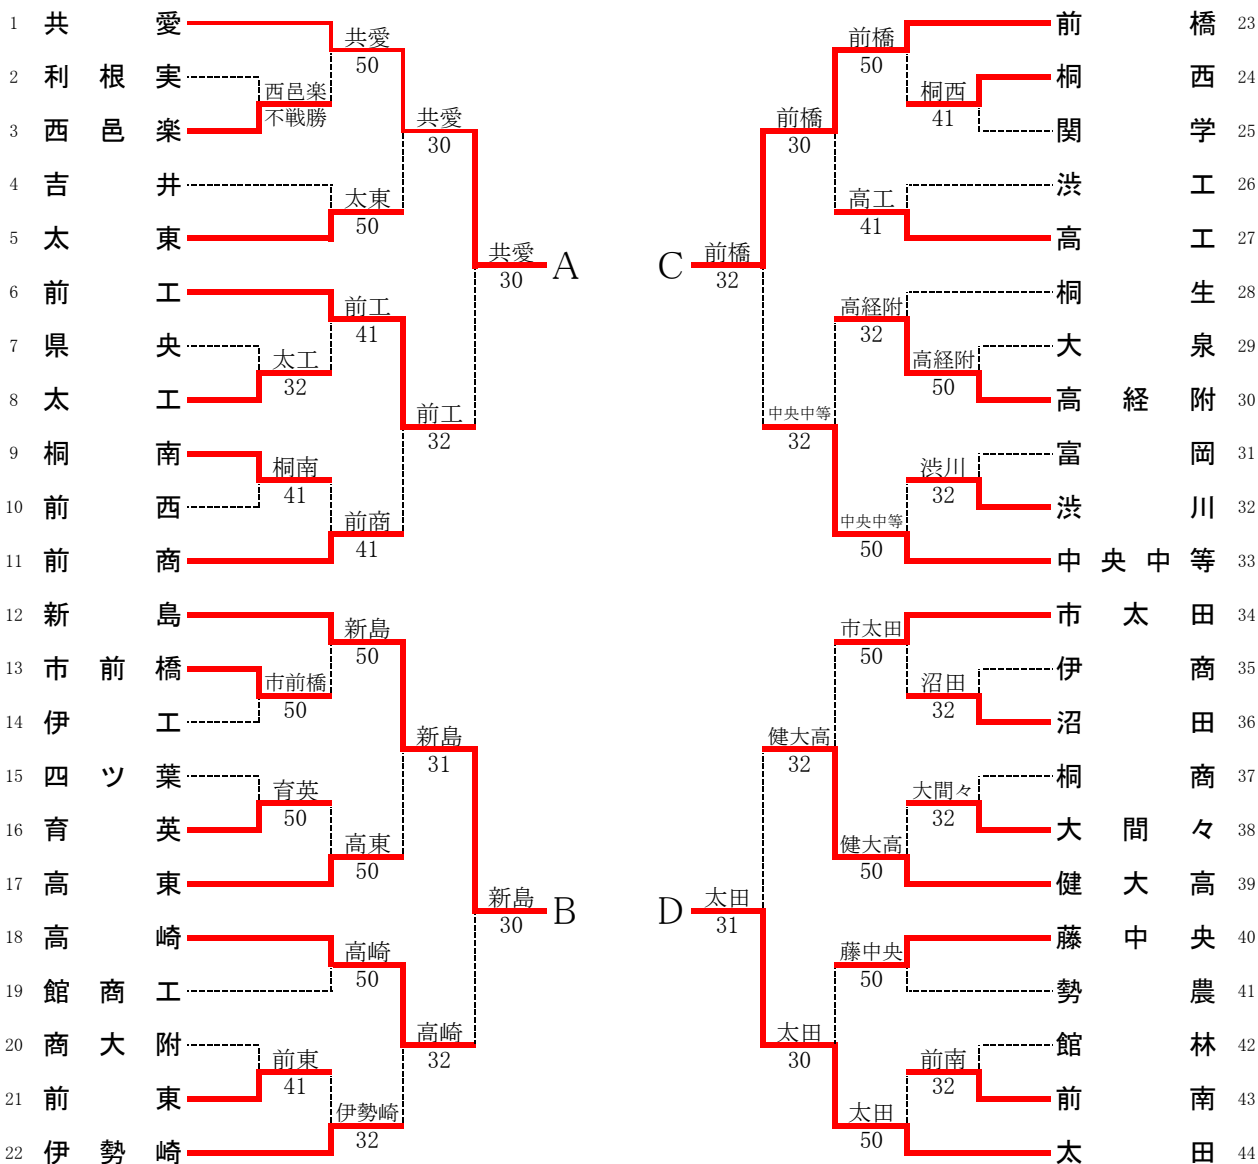 1 共愛
2 利根実
3 西邑楽
4 吉井
5 太東
6 前工
7 県央
8 太工
9 桐南
10 前西
11 前商
12 新島
13 市前橋
14 伊工
15 四ツ葉
16 育英
17 高東
18 高崎
19 館商工
20 商大附
21 前東
22 伊勢崎
西邑楽
不戦勝
太工
32
桐南
41
市前橋
50
育英
50
前東
41
共愛
50
太東
50
前工
41
前商
41
新島
50
高東
50
高崎
50
伊勢崎
32
共愛
30
前工
32
新島
31
高崎
32
共愛
30
A
新島
30
B
C
前橋
32
D
太田
31
前橋
30
中央中等
32
健大高
32
太田
30
前橋
50
高工
41
高経附
32
中央中等
50
市太田
50
健大高
50
藤中央
50
太田
50
桐西
41
高経附
50
渋川
32
沼田
32
大間々
32
前南
32
前橋 23
桐西 24
関学 25
渋工 26
高工 27
桐生 28
大泉 29
高経附 30
富岡 31
渋川 32
中央中等 33
市太田 34
伊商 35
沼田 36
桐商 37
大間々 38
健大高 39
藤中央 40
勢農 41
館林 42
前南 43
太田 44